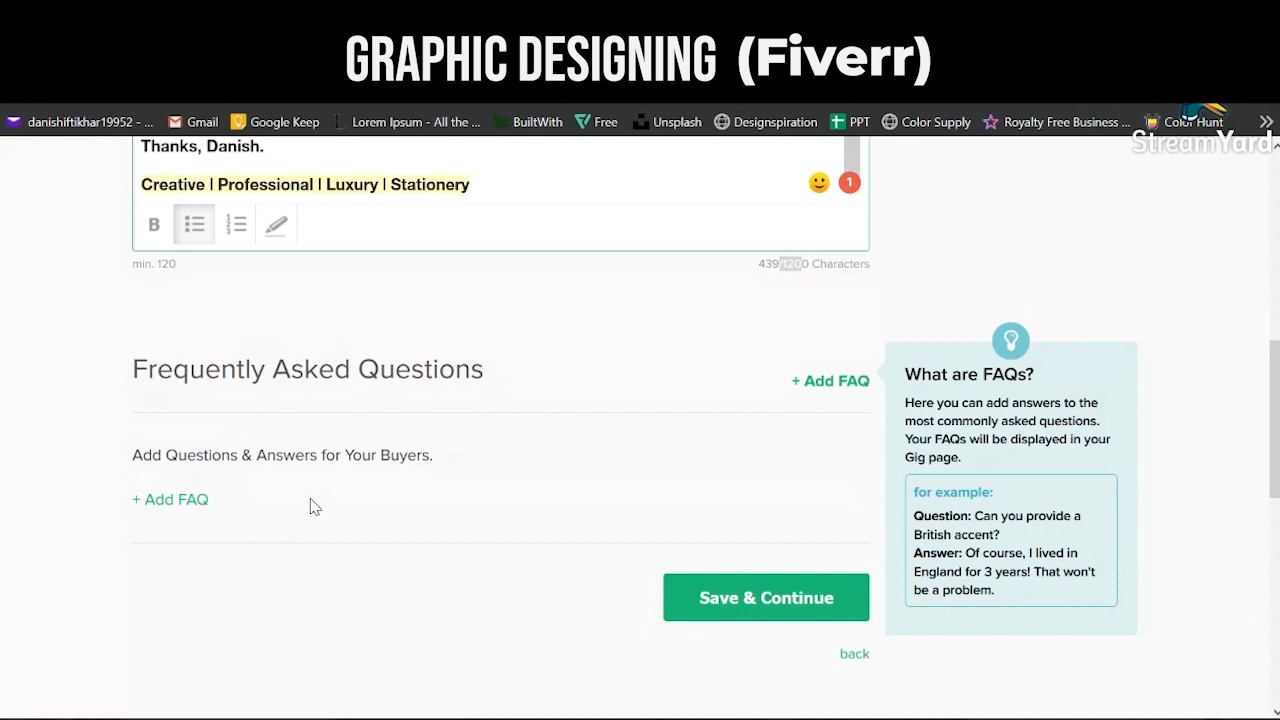 GRAPHIC DESIGNING (Fiverr)
danishiftikhar19952 - ... Gmail Google Keep Lorem Ipsum - All the ... BuiltWith Free Unsplash Designspiration PPT Color Supply Royalty Free Business ... Color Hunt
StreamYard
Thanks, Danish.
Creative | Professional | Luxury | Stationery
1
B
min. 120
439/1200 Characters
Frequently Asked Questions
+ Add FAQ
Add Questions & Answers for Your Buyers.
+ Add FAQ
What are FAQs?
Here you can add answers to the
most commonly asked questions.
Your FAQs will be displayed in your
Gig page.
for example:
Question: Can you provide a
British accent?
Answer: Of course, I lived in
England for 3 years! That won't
be a problem.
Save & Continue
back